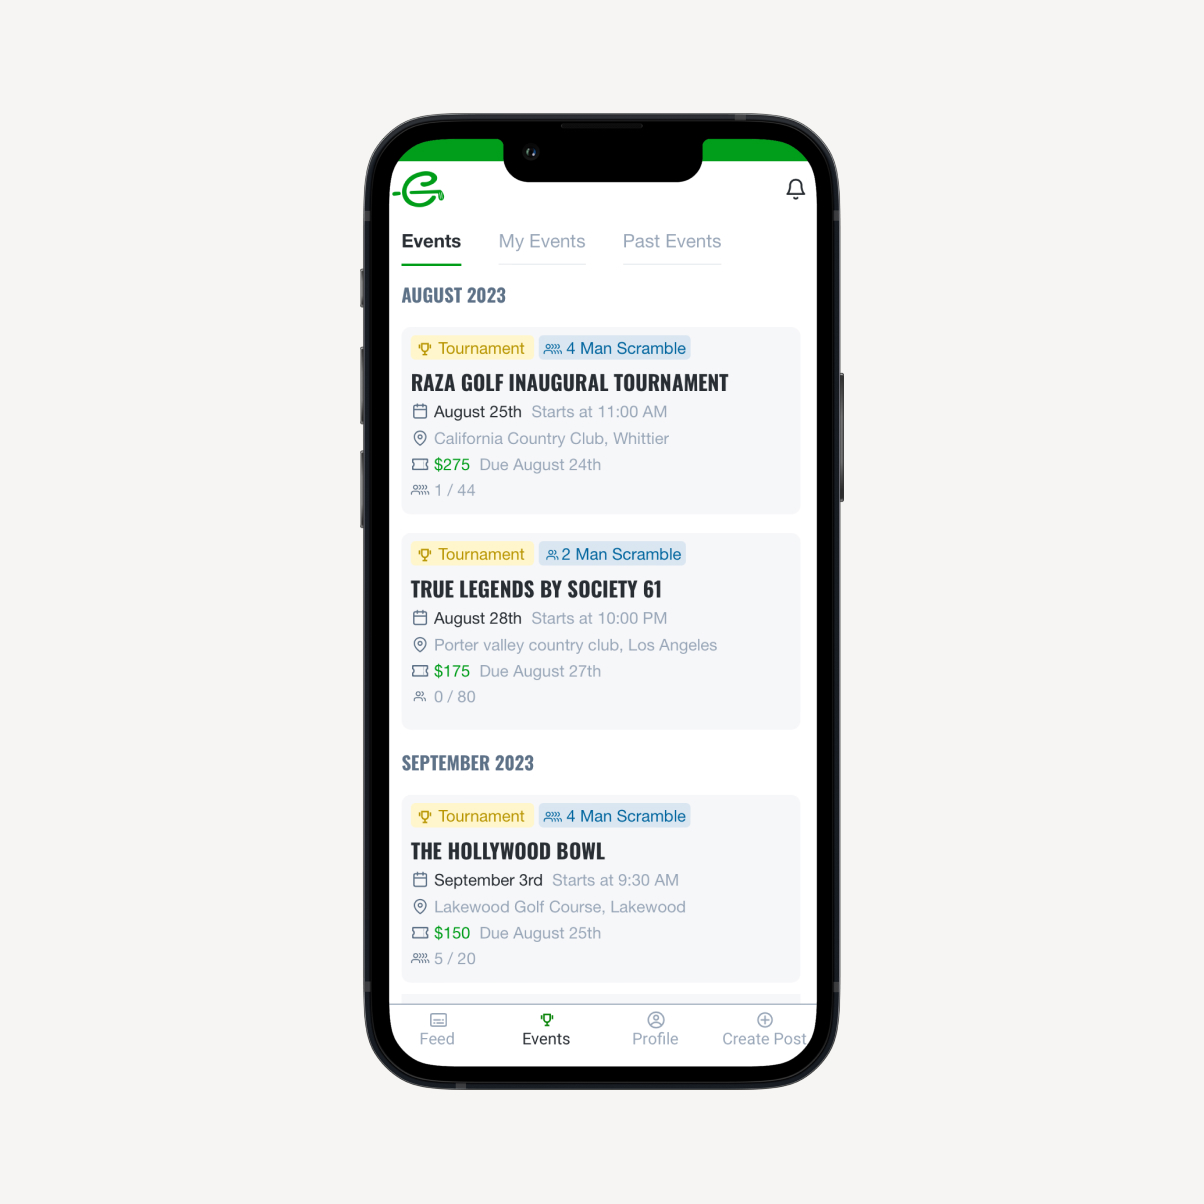 Events My Events Past Events
AUGUST 2023
Tournament 4 Man Scramble
RAZA GOLF INAUGURAL TOURNAMENT
August 25th Starts at 11:00 AM
California Country Club, Whittier
$275 Due August 24th
1 / 44
Tournament 2 Man Scramble
TRUE LEGENDS BY SOCIETY 61
August 28th Starts at 10:00 PM
Porter valley country club, Los Angeles
$175 Due August 27th
0 / 80
SEPTEMBER 2023
Tournament 4 Man Scramble
THE HOLLYWOOD BOWL
September 3rd Starts at 9:30 AM
Lakewood Golf Course, Lakewood
$150 Due August 25th
5 / 20
Feed Events Profile Create Post